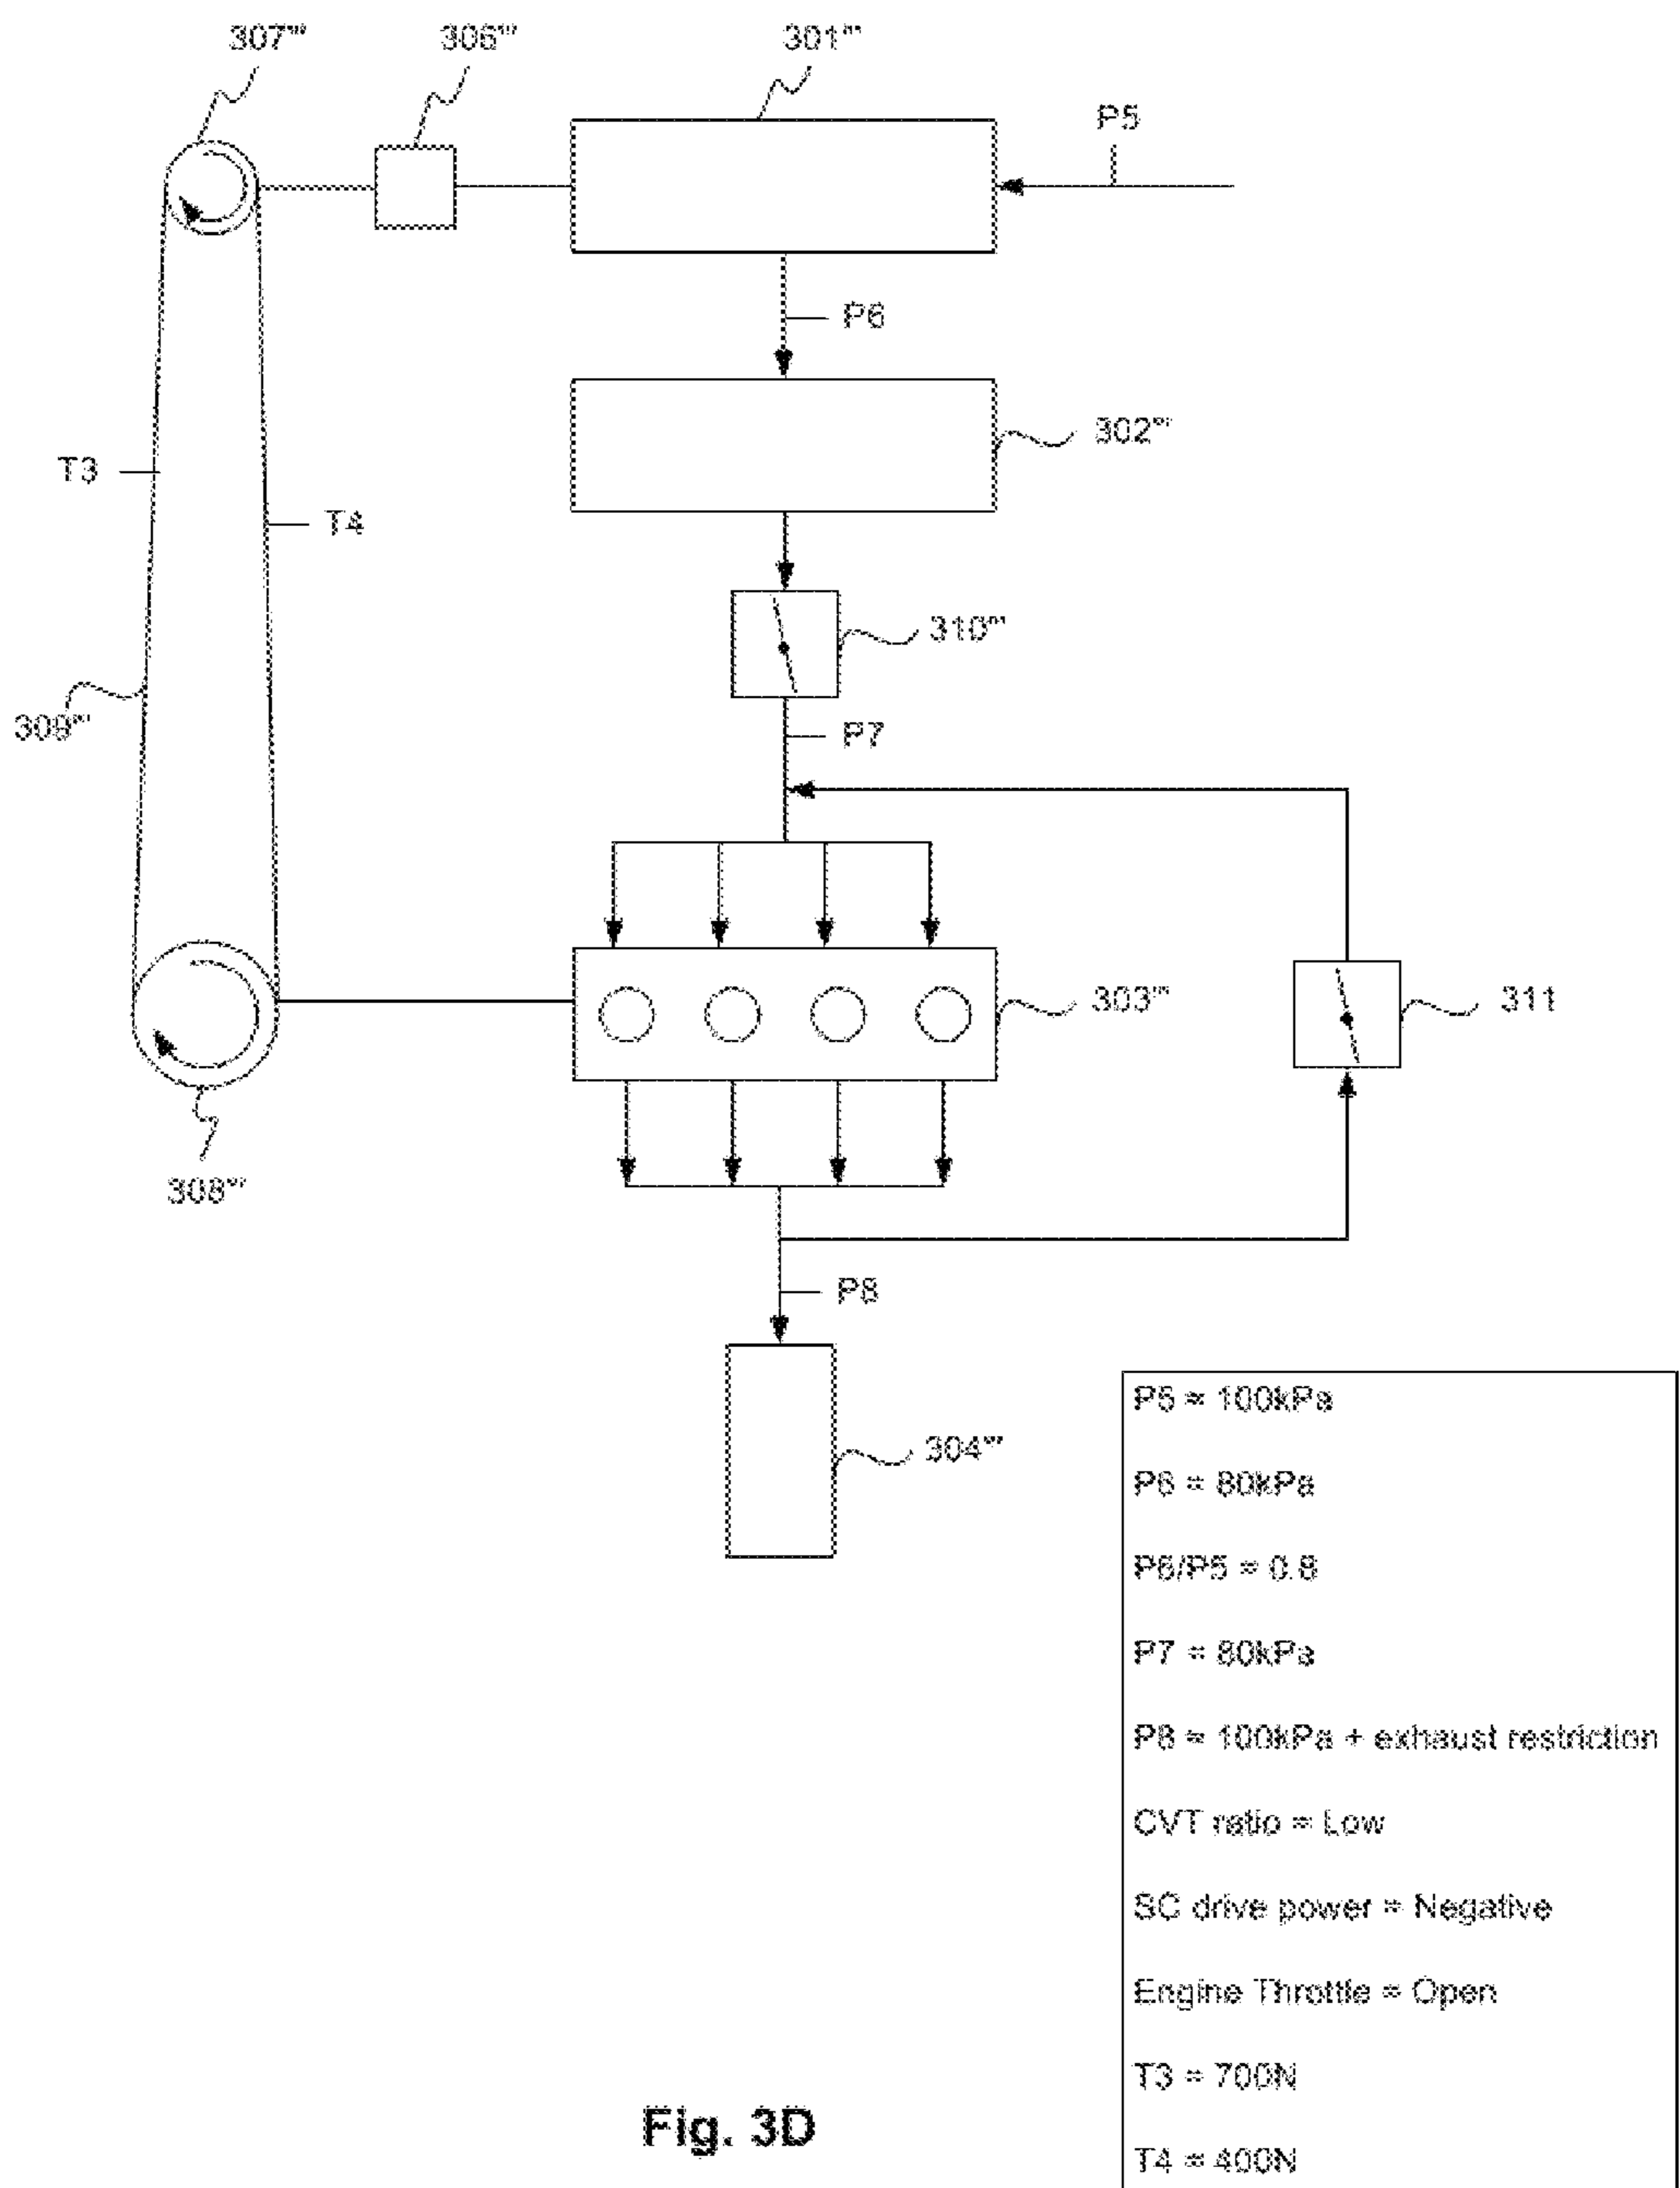 307''' 306''' 301'''
P5
P6
302'''
T3
T4
310'''
309'''
P7
303'''
311
308'''
P8
304'''
P5 = 100kPa
P6 = 80kPa
P6/P5 = 0.8
P7 = 80kPa
P8 = 100kPa + exhaust restriction
CVT ratio = Low
SC drive power = Negative
Engine Throttle = Open
T3 = 700N
T4 = 400N
Fig. 3D